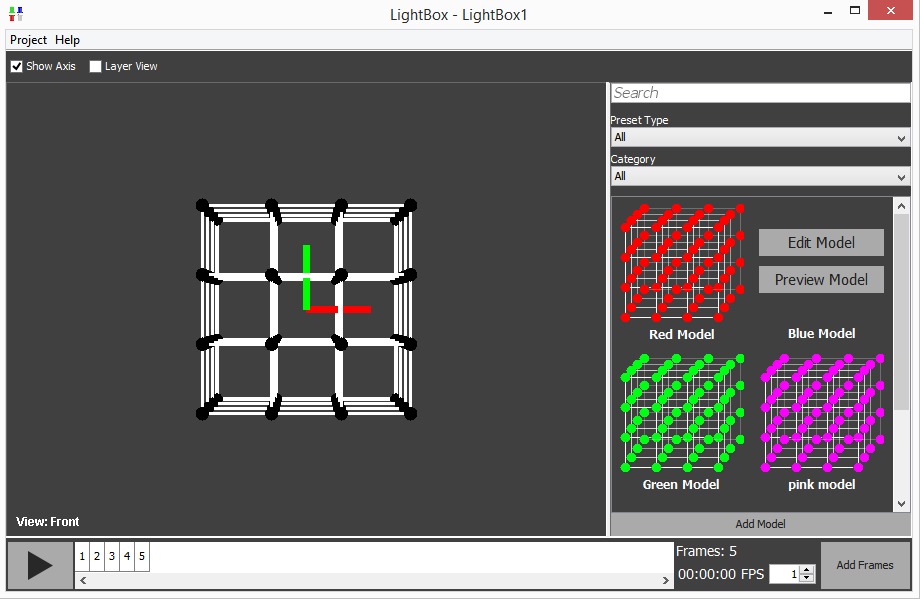 LightBox - LightBox1
Project Help
Show Axis Layer View
Search
Preset Type
All
Category
All
Edit Model
Preview Model
Red Model Blue Model
Green Model pink model
View: Front
Add Model
1 2 3 4 5
Frames: 5
00:00:00 FPS 1
Add Frames